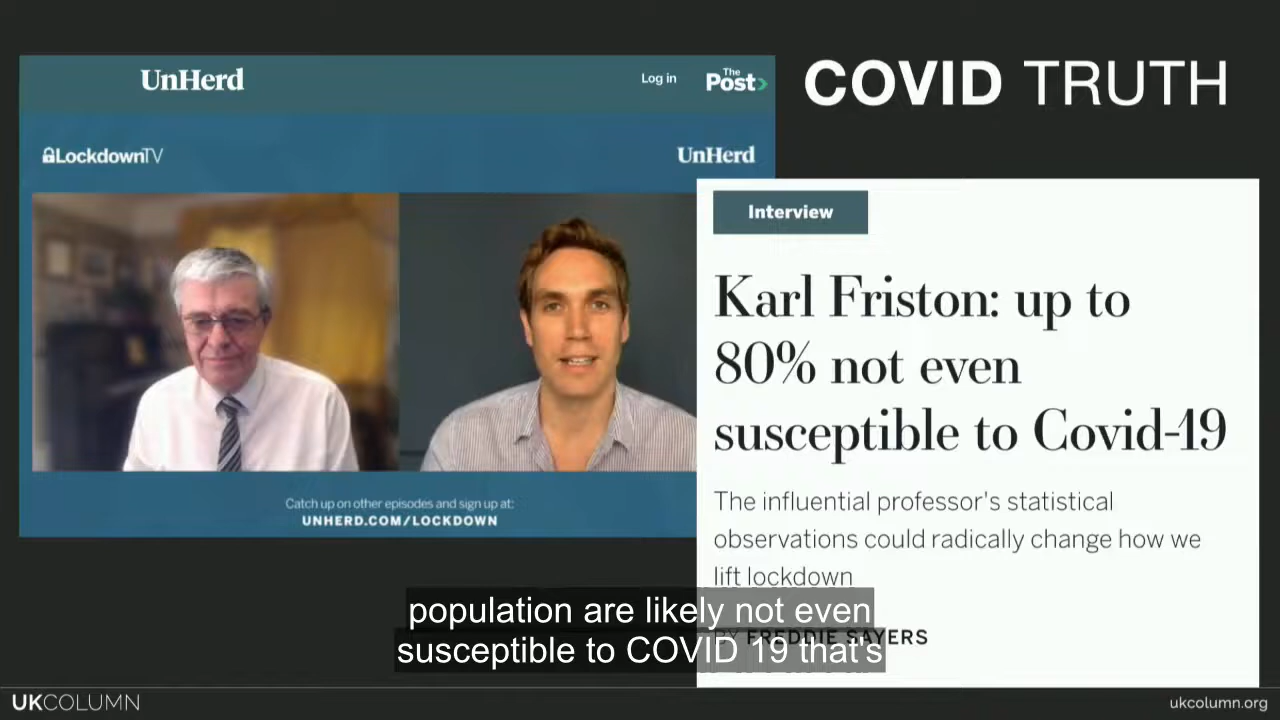 UnHerd
Log in
The
Post
COVID TRUTH
LockdownTV
UnHerd
Interview
Karl Friston: up to
80% not even
susceptible to Covid-19
The influential professor's statistical
observations could radically change how we
lift lockdown
BY FREDDIE SAYERS
Catch up on other episodes and sign up at:
UNHERD.COM/LOCKDOWN
population are likely not even
susceptible to COVID 19 that's
UKCOLUMN
ukcolumn.org